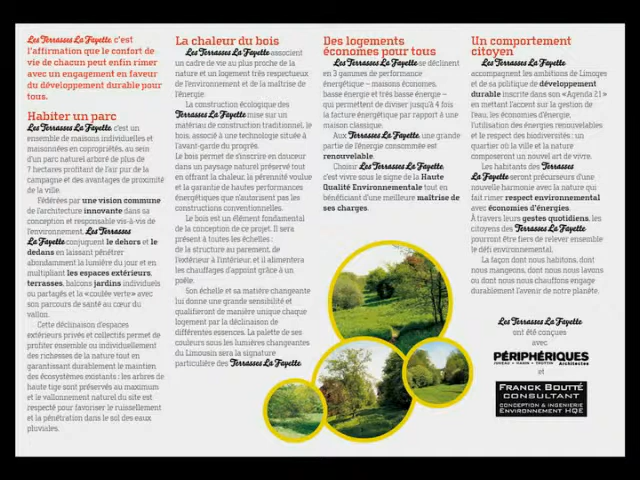 Les Terrasses La Fayette, c'est
l'affirmation que le confort de
vie de chacun peut enfin rimer
avec un engagement en faveur
du développement durable pour
tous.
Habiter un parc
Les Terrasses La Fayette c'est un
ensemble de maisons individuelles et
maisonnées en copropriétés, au sein
d'un parc naturel arboré de plus de
7 hectares profitant de l'air pur de la
campagne et des avantages de proximité
de la ville.
Fédérées par une vision commune
de l'architecture innovante dans sa
conception et responsable vis-à-vis de
l'environnement. Les Terrasses
La Fayette conjuguent le dehors et le
dedans en laissant pénétrer
abondamment la lumière du jour et en
multipliant les espaces extérieurs,
terrasses, balcons jardins individuels
ou partagés et la «coulée verte» avec
son parcours de santé au cœur du
vallon.
Cette déclinaison d'espaces
extérieurs privés et collectifs permet de
profiter ensemble ou individuellement
des richesses de la nature tout en
garantissant durablement le maintien
des écosystèmes existants : les arbres de
haute tige sont préservés au maximum
et le vallonnement naturel du site est
respecté pour favoriser le ruissellement
et la pénétration dans le sol des eaux
pluviales.
La chaleur du bois
Les Terrasses La Fayette associent
un cadre de vie au plus proche de la
nature et un logement très respectueux
de l'environnement et de la maîtrise de
l'énergie.
La construction écologique des
Terrasses La Fayette mise sur un
matériau de construction traditionnel, le
bois, associé à une technologie située à
l'avant-garde du progrès.
Le bois permet de s'inscrire en douceur
dans un paysage naturel préservé tout
en offrant la chaleur, la pérennité voulue
et la garantie de hautes performances
énergétiques que n'autorisent pas les
constructions conventionnelles.
Le bois est un élément fondamental
de la conception de ce projet. Il sera
présent à toutes les échelles :
de la structure au parement, de
l'extérieur à l'intérieur, et il alimentera
les chauffages d'appoint grâce à un
poêle.
Son échelle et sa matière changeante
lui donne une grande sensibilité et
qualifieront de manière unique chaque
logement par la déclinaison de
différentes essences. La palette de ses
couleurs sous les lumières changeantes
du Limousin sera la signature
particulière des Terrasses La Fayette.
Des logements
économes pour tous
Les Terrasses La Fayette se déclinent
en 3 gammes de performance
énergétique – maisons économes,
basse énergie et très basse énergie –
qui permettent de diviser jusqu'à 4 fois
la facture énergétique par rapport à une
maison classique.
Aux Terrasses La Fayette, une grande
partie de l'énergie consommée est
renouvelable.
Choisir Les Terrasses La Fayette,
c'est vivre sous le signe de la Haute
Qualité Environnementale tout en
bénéficiant d'une meilleure maîtrise de
ses charges.
Un comportement
citoyen
Les Terrasses La Fayette
accompagnent les ambitions de Limoges
et de sa politique de développement
durable inscrite dans son «Agenda 21»
en mettant l'accent sur la gestion de
l'eau, les économies d'énergie,
l'utilisation des énergies renouvelables
et le respect des biodiversités : un
quartier où la ville et la nature
composeront un nouvel art de vivre.
Les habitants des Terrasses
La Fayette seront précurseurs d'une
nouvelle harmonie avec la nature qui
fait rimer respect environnemental
avec économies d'énergies.
À travers leurs gestes quotidiens, les
citoyens des Terrasses La Fayette
pourront être fiers de relever ensemble
le défi environnemental.
La façon dont nous habitons, dont
nous mangeons, dont nous nous lavons
ou dont nous nous chauffons engage
durablement l'avenir de notre planète.
Les Terrasses La Fayette
ont été conçues
avec
PÉRIPHÉRIQUES
Architectes
et
FRANCK BOUTTÉ
CONSULTANT
CONCEPTION & INGENIERIE
ENVIRONNEMENT HQE